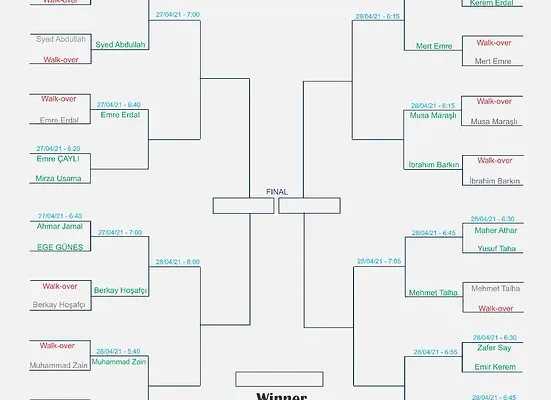 Walk-over
27/04/21 - 7:00
Syed Abdullah
Syed Abdullah
Walk-over
Walk-over
27/04/21 - 6:40
Emre Erdal
Emre Erdal
27/04/21 - 6:20
Emre ÇAYLI
Mirza Usama
27/04/21 - 6:40
Ahmar Jamal
27/04/21 - 7:00
EGE GÜNEŞ
28/04/21 - 6:00
Walk-over
Berkay Hoşafçı
Berkay Hoşafçı
Walk-over
28/04/21 - 5:40
Muhammad Zain
Muhammad Zain
FINAL
Winner
28/04/21 - 6:15
Kerem Erdal
Mert Emre
Walk-over
Mert Emre
Walk-over
28/04/21 - 6:15
Musa Maraşlı
Musa Maraşlı
Walk-over
İbrahim Barkın
İbrahim Barkın
28/04/21 - 6:30
Maher Athar
28/04/21 - 6:45
Yusuf Taha
28/04/21 - 7:05
Mehmet Talha
Mehmet Talha
Walk-over
28/04/21 - 6:30
Zafer Say
28/04/21 - 6:55
Emir Kerem
28/04/21 - 6:45